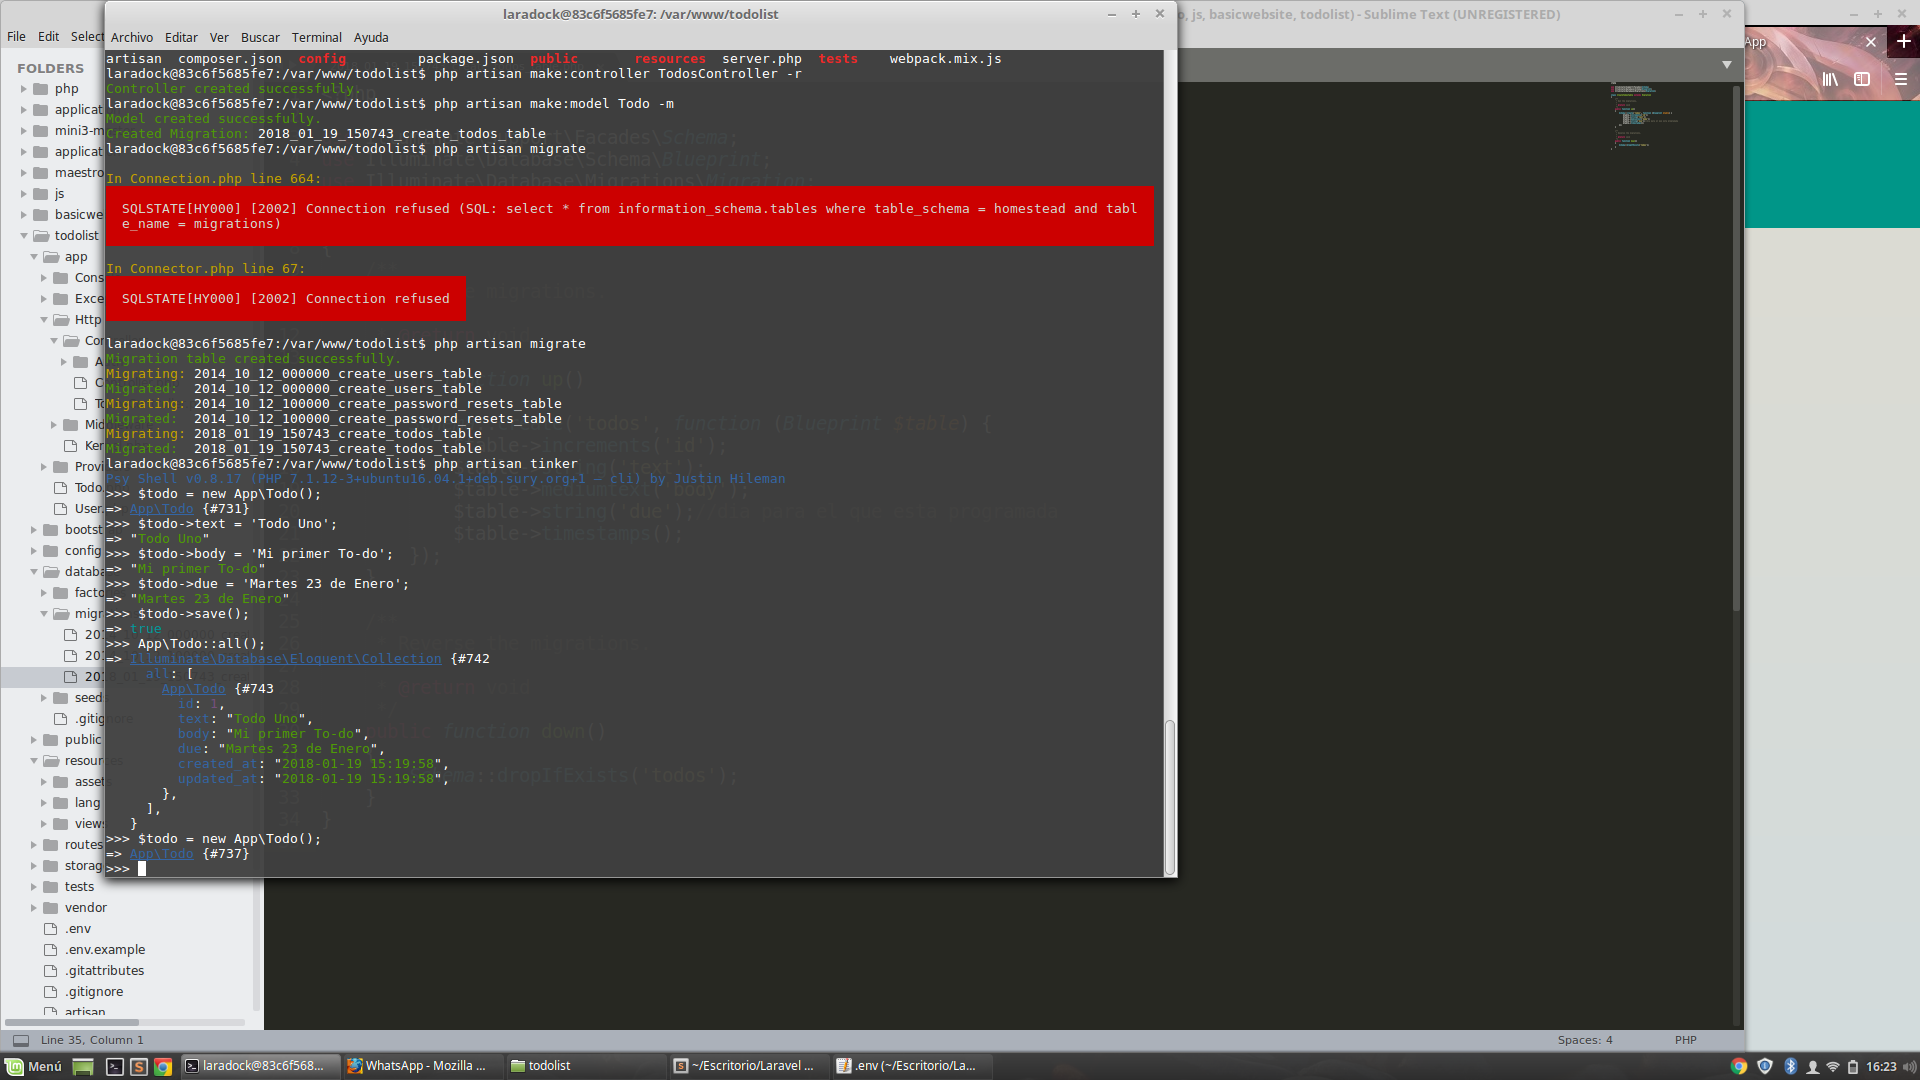 laradock@83c6f5685fe7: /var/www/todolist
o, js, basicwebsite, todolist) - Sublime Text (UNREGISTERED)
File Edit Select
Archivo Editar Ver Buscar Terminal Ayuda
App
FOLDERS
php
applicat
mini3-m
applicat
maestro
js
basicwe
todolist
app
Cons
Exce
Http
Cor
A
C
To
Mid
Ker
Provi
Todo
User.
bootst
config
databa
facto
migr
20
20
20
seed
.gitignore
public
resour
asset
lang
views
routes
storag
tests
vendor
.env
.env.example
.gitattributes
.gitignore
artisan
artisan composer.json config package.json public resources server.php tests webpack.mix.js
laradock@83c6f5685fe7:/var/www/todolist$ php artisan make:controller TodosController -r
Controller created successfully.
laradock@83c6f5685fe7:/var/www/todolist$ php artisan make:model Todo -m
Model created successfully.
Created Migration: 2018_01_19_150743_create_todos_table
laradock@83c6f5685fe7:/var/www/todolist$ php artisan migrate
In Connection.php line 664:
SQLSTATE[HY000] [2002] Connection refused (SQL: select * from information_schema.tables where table_schema = homestead and tabl
e_name = migrations)
In Connector.php line 67:
SQLSTATE[HY000] [2002] Connection refused
laradock@83c6f5685fe7:/var/www/todolist$ php artisan migrate
Migration table created successfully.
Migrating: 2014_10_12_000000_create_users_table
Migrated: 2014_10_12_000000_create_users_table
Migrating: 2014_10_12_100000_create_password_resets_table
Migrated: 2014_10_12_100000_create_password_resets_table
Migrating: 2018_01_19_150743_create_todos_table
Migrated: 2018_01_19_150743_create_todos_table
laradock@83c6f5685fe7:/var/www/todolist$ php artisan tinker
Psy Shell v0.8.17 (PHP 7.1.12-3+ubuntu16.04.1+deb.sury.org+1 — cli) by Justin Hileman
>>> $todo = new App\Todo();
=> App\Todo {#731}
>>> $todo->text = 'Todo Uno';
=> "Todo Uno"
>>> $todo->body = 'Mi primer To-do';
=> "Mi primer To-do"
>>> $todo->due = 'Martes 23 de Enero';
=> "Martes 23 de Enero"
>>> $todo->save();
=> true
>>> App\Todo::all();
=> Illuminate\Database\Eloquent\Collection {#742
all: [
App\Todo {#743
id: 1,
text: "Todo Uno",
body: "Mi primer To-do",
due: "Martes 23 de Enero",
created_at: "2018-01-19 15:19:58",
updated_at: "2018-01-19 15:19:58",
},
],
}
>>> $todo = new App\Todo();
=> App\Todo {#737}
>>>
Line 35, Column 1
Spaces: 4 PHP
Menú
laradock@83c6f568...
WhatsApp - Mozilla ...
todolist
~/Escritorio/Laravel ...
.env (~/Escritorio/La...
16:23